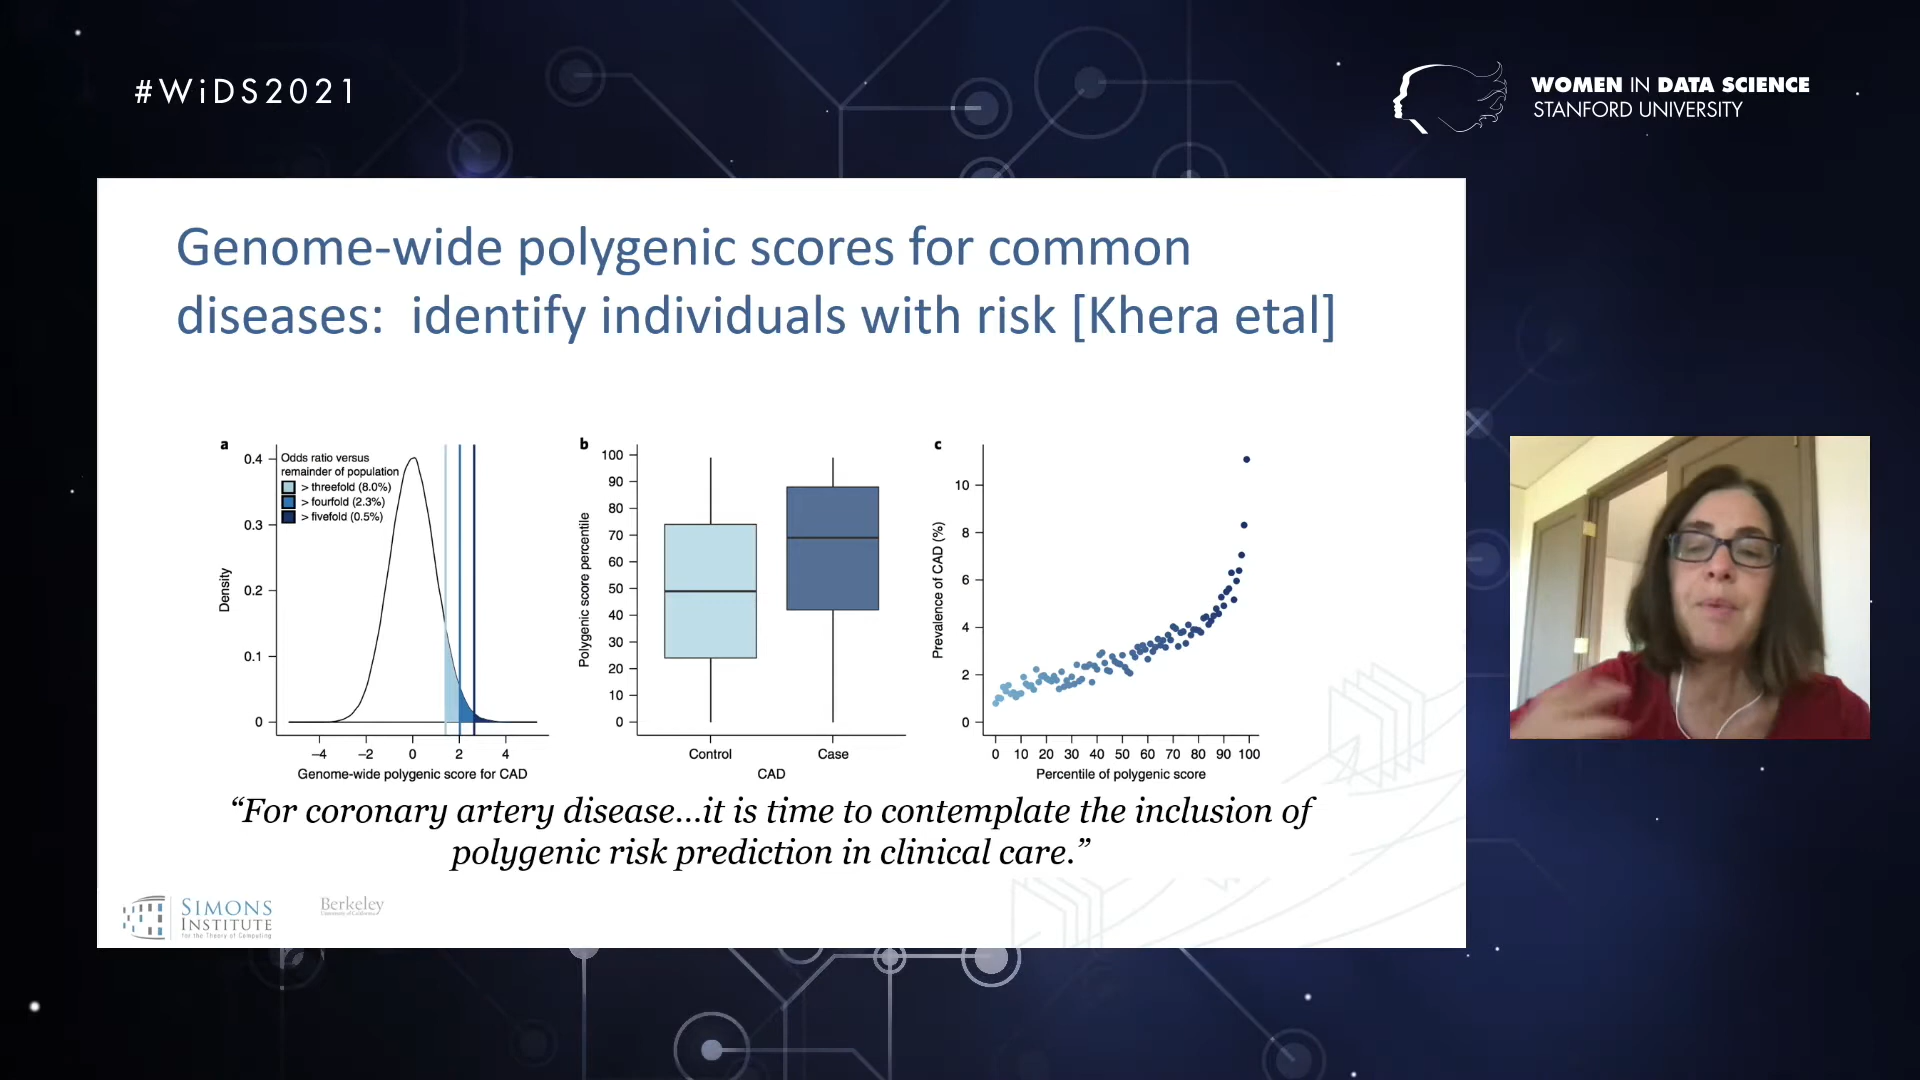 #WiDS2021
WOMEN IN DATA SCIENCE
STANFORD UNIVERSITY
Genome-wide polygenic scores for common
diseases: identify individuals with risk [Khera etal]
a
Odds ratio versus
remainder of population
> threefold (8.0%)
> fourfold (2.3%)
> fivefold (0.5%)
0.4
0.3
0.2
0.1
0
Density
–4 –2 0 2 4
Genome-wide polygenic score for CAD
b
100
90
80
70
60
50
40
30
20
10
0
Polygenic score percentile
Control Case
CAD
c
10
8
6
4
2
0
Prevalence of CAD (%)
0 10 20 30 40 50 60 70 80 90 100
Percentile of polygenic score
“For coronary artery disease...it is time to contemplate the inclusion of
polygenic risk prediction in clinical care.”
SIMONS
INSTITUTE
for the Theory of Computing
Berkeley